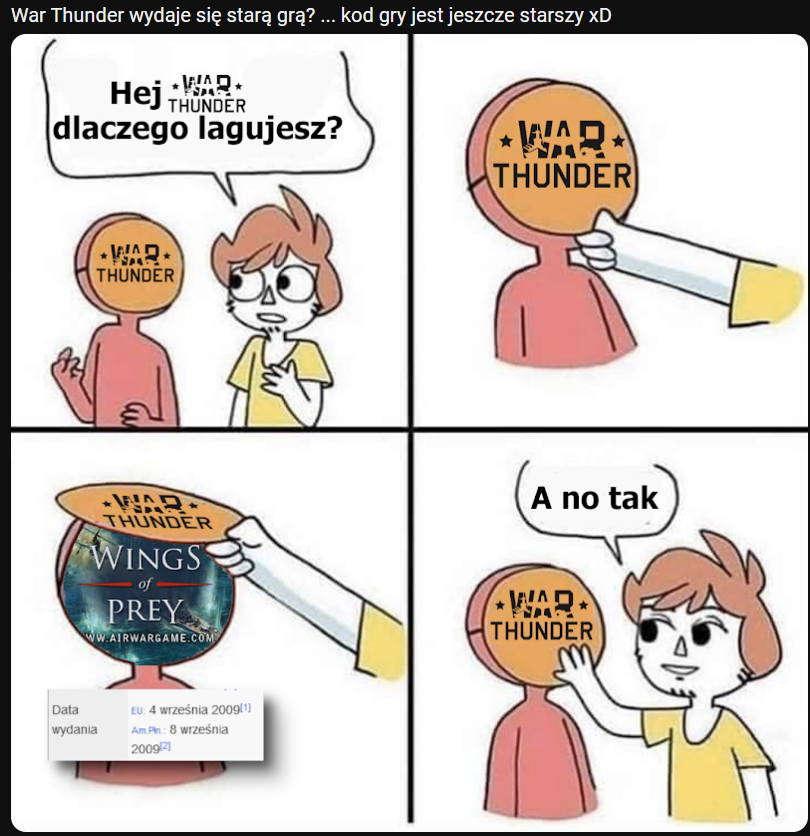 War Thunder wydaje się starą grą? ... kod gry jest jeszcze starszy xD
Hej WAR
THUNDER
dlaczego lagujesz?
WAR
THUNDER
WAR
THUNDER
WAR
THUNDER
WINGS
of
PREY
WW.AIRWARGAME.COM
Data
wydania
EU: 4 września 2009[1]
Am.Płn.: 8 września
2009[2]
A no tak
WAR
THUNDER